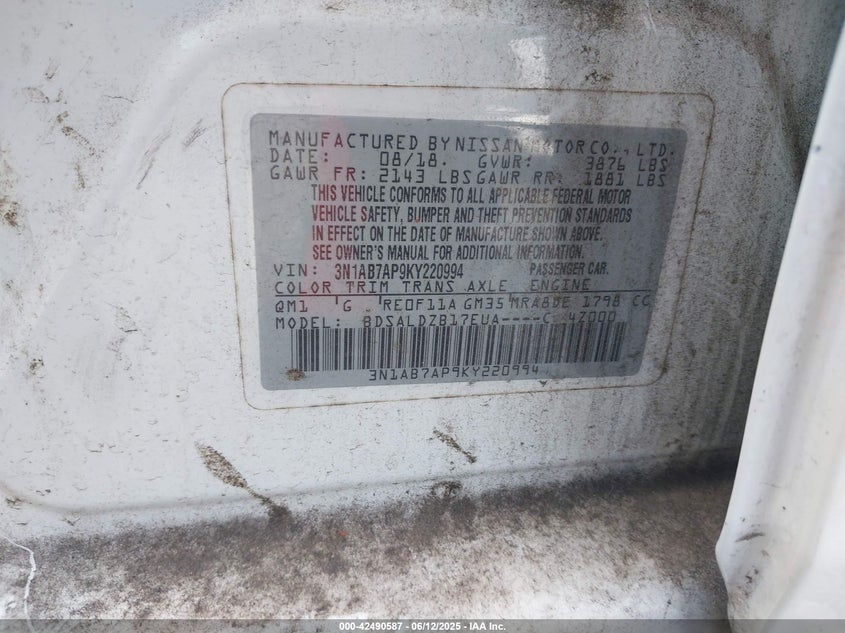 MANUFACTURED BY NISSAN MOTOR CO., LTD.
DATE: 08/18. GVWR: 3876 LBS
GAWR FR: 2143 LBS GAWR RR: 1881 LBS
THIS VEHICLE CONFORMS TO ALL APPLICABLE FEDERAL MOTOR
VEHICLE SAFETY, BUMPER AND THEFT PREVENTION STANDARDS
IN EFFECT ON THE DATE OF MANUFACTURE SHOWN ABOVE.
SEE OWNER'S MANUAL FOR ADDITIONAL INFORMATION.
VIN: 3N1AB7AP9KY220994 PASSENGER CAR.
COLOR TRIM TRANS AXLE ENGINE
QM1 G RE0F11A GM35 MRA8DE 1798 CC
MODEL: BDSALDZB17EUA----C 4Z000
3N1AB7AP9KY220994
000-42490587 - 06/12/2025 - IAA Inc.